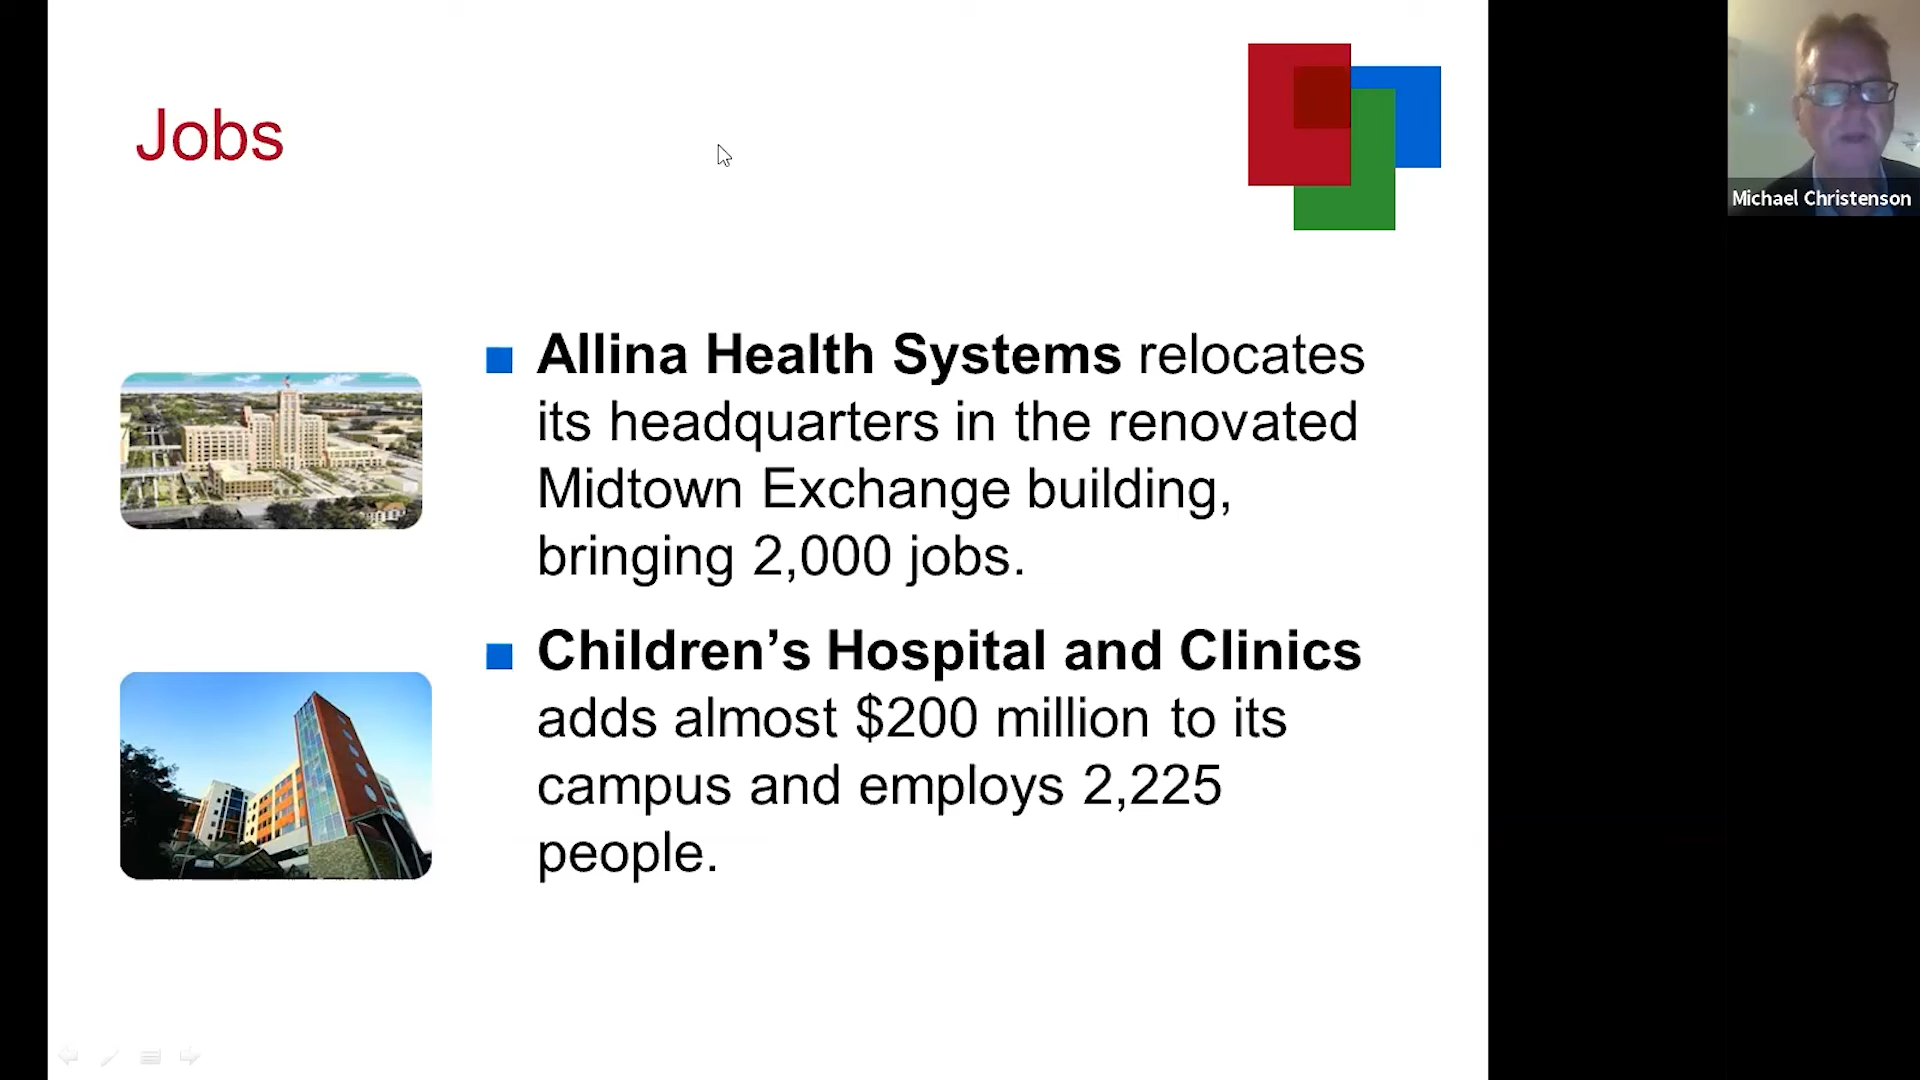 Jobs
Michael Christenson
■ Allina Health Systems relocates
its headquarters in the renovated
Midtown Exchange building,
bringing 2,000 jobs.
■ Children’s Hospital and Clinics
adds almost $200 million to its
campus and employs 2,225
people.